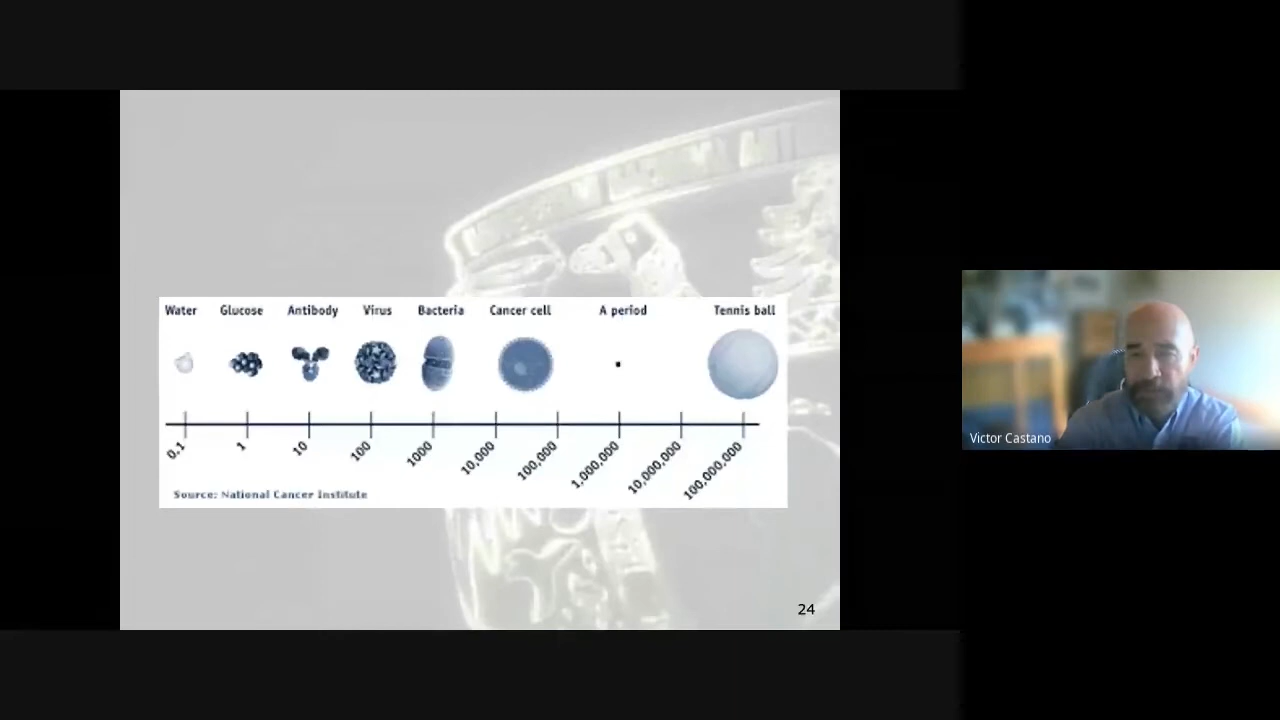 Water Glucose Antibody Virus Bacteria Cancer cell A period Tennis ball
0.1 1 10 100 1000 10,000 100,000 1,000,000 10,000,000 100,000,000
Source: National Cancer Institute
24
Victor Castano